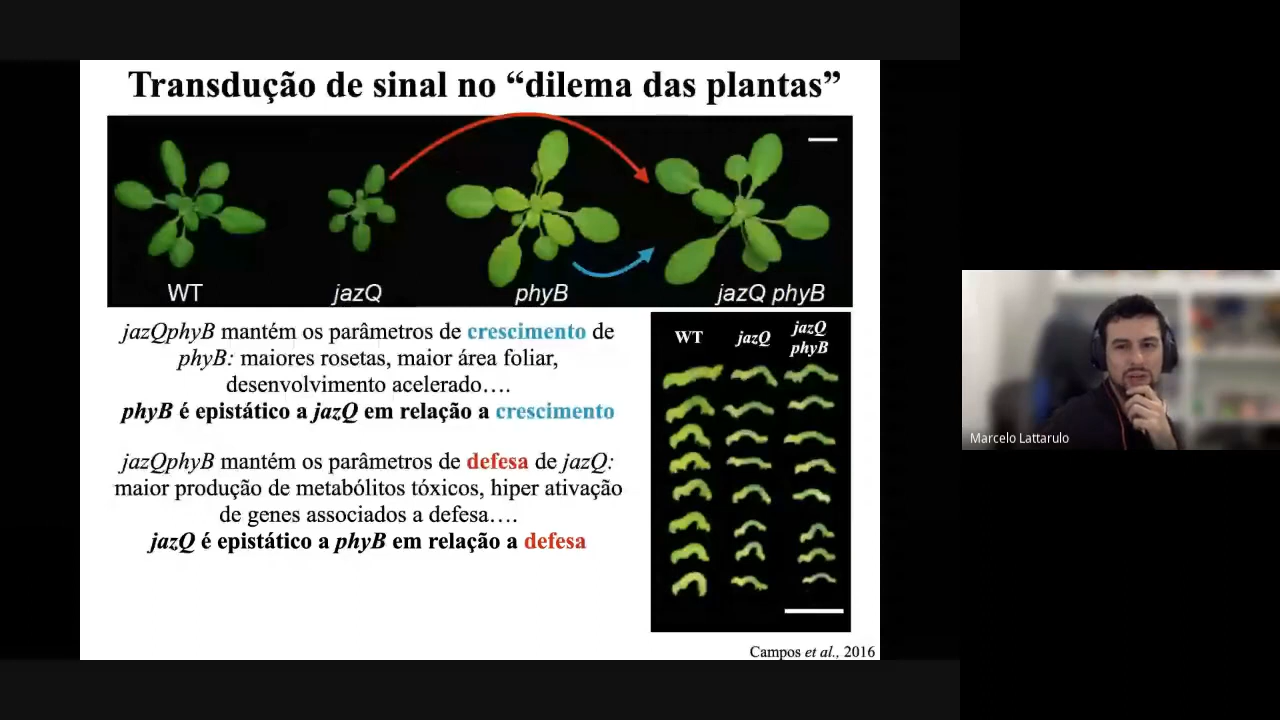 Transdução de sinal no “dilema das plantas”
WT
jazQ
phyB
jazQ phyB
jazQphyB mantém os parâmetros de crescimento de
phyB: maiores rosetas, maior área foliar,
desenvolvimento acelerado….
phyB é epistático a jazQ em relação a crescimento
jazQphyB mantém os parâmetros de defesa de jazQ:
maior produção de metabólitos tóxicos, hiper ativação
de genes associados a defesa….
jazQ é epistático a phyB em relação a defesa
WT
jazQ
jazQ
phyB
Campos et al., 2016
Marcelo Lattarulo